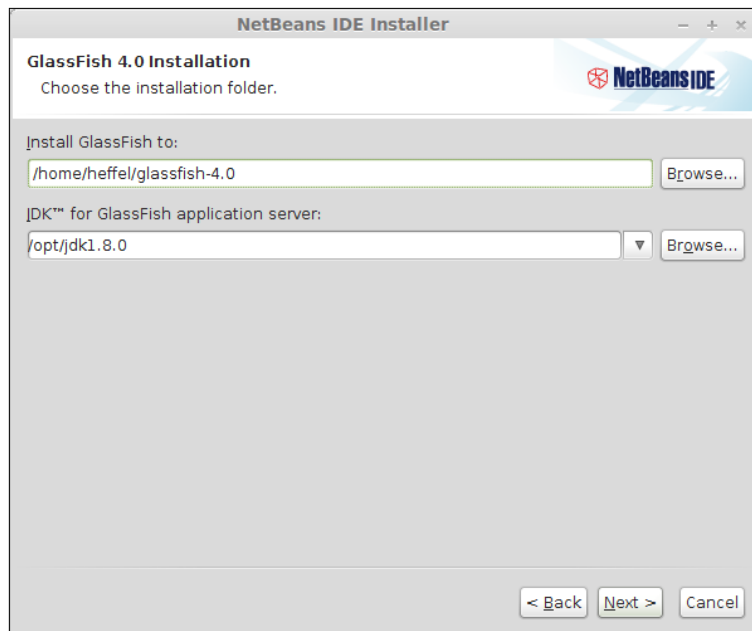 NetBeans IDE Installer
GlassFish 4.0 Installation
Choose the installation folder.
NetBeans IDE
Install GlassFish to:
/home/heffel/glassfish-4.0
Browse...
JDK™ for GlassFish application server:
/opt/jdk1.8.0
Browse...
< Back
Next >
Cancel